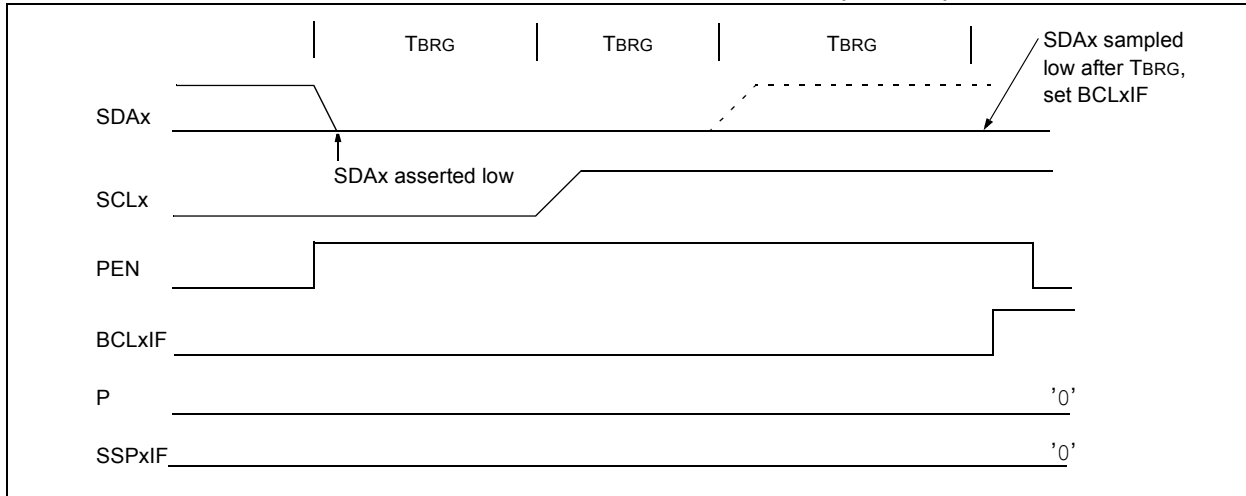 TBRG
TBRG
TBRG
SDAx sampled
low after TBRG,
set BCLxIF
SDAx
SDAx asserted low
SCLx
PEN
BCLxIF
P
'0'
SSPxIF
'0'